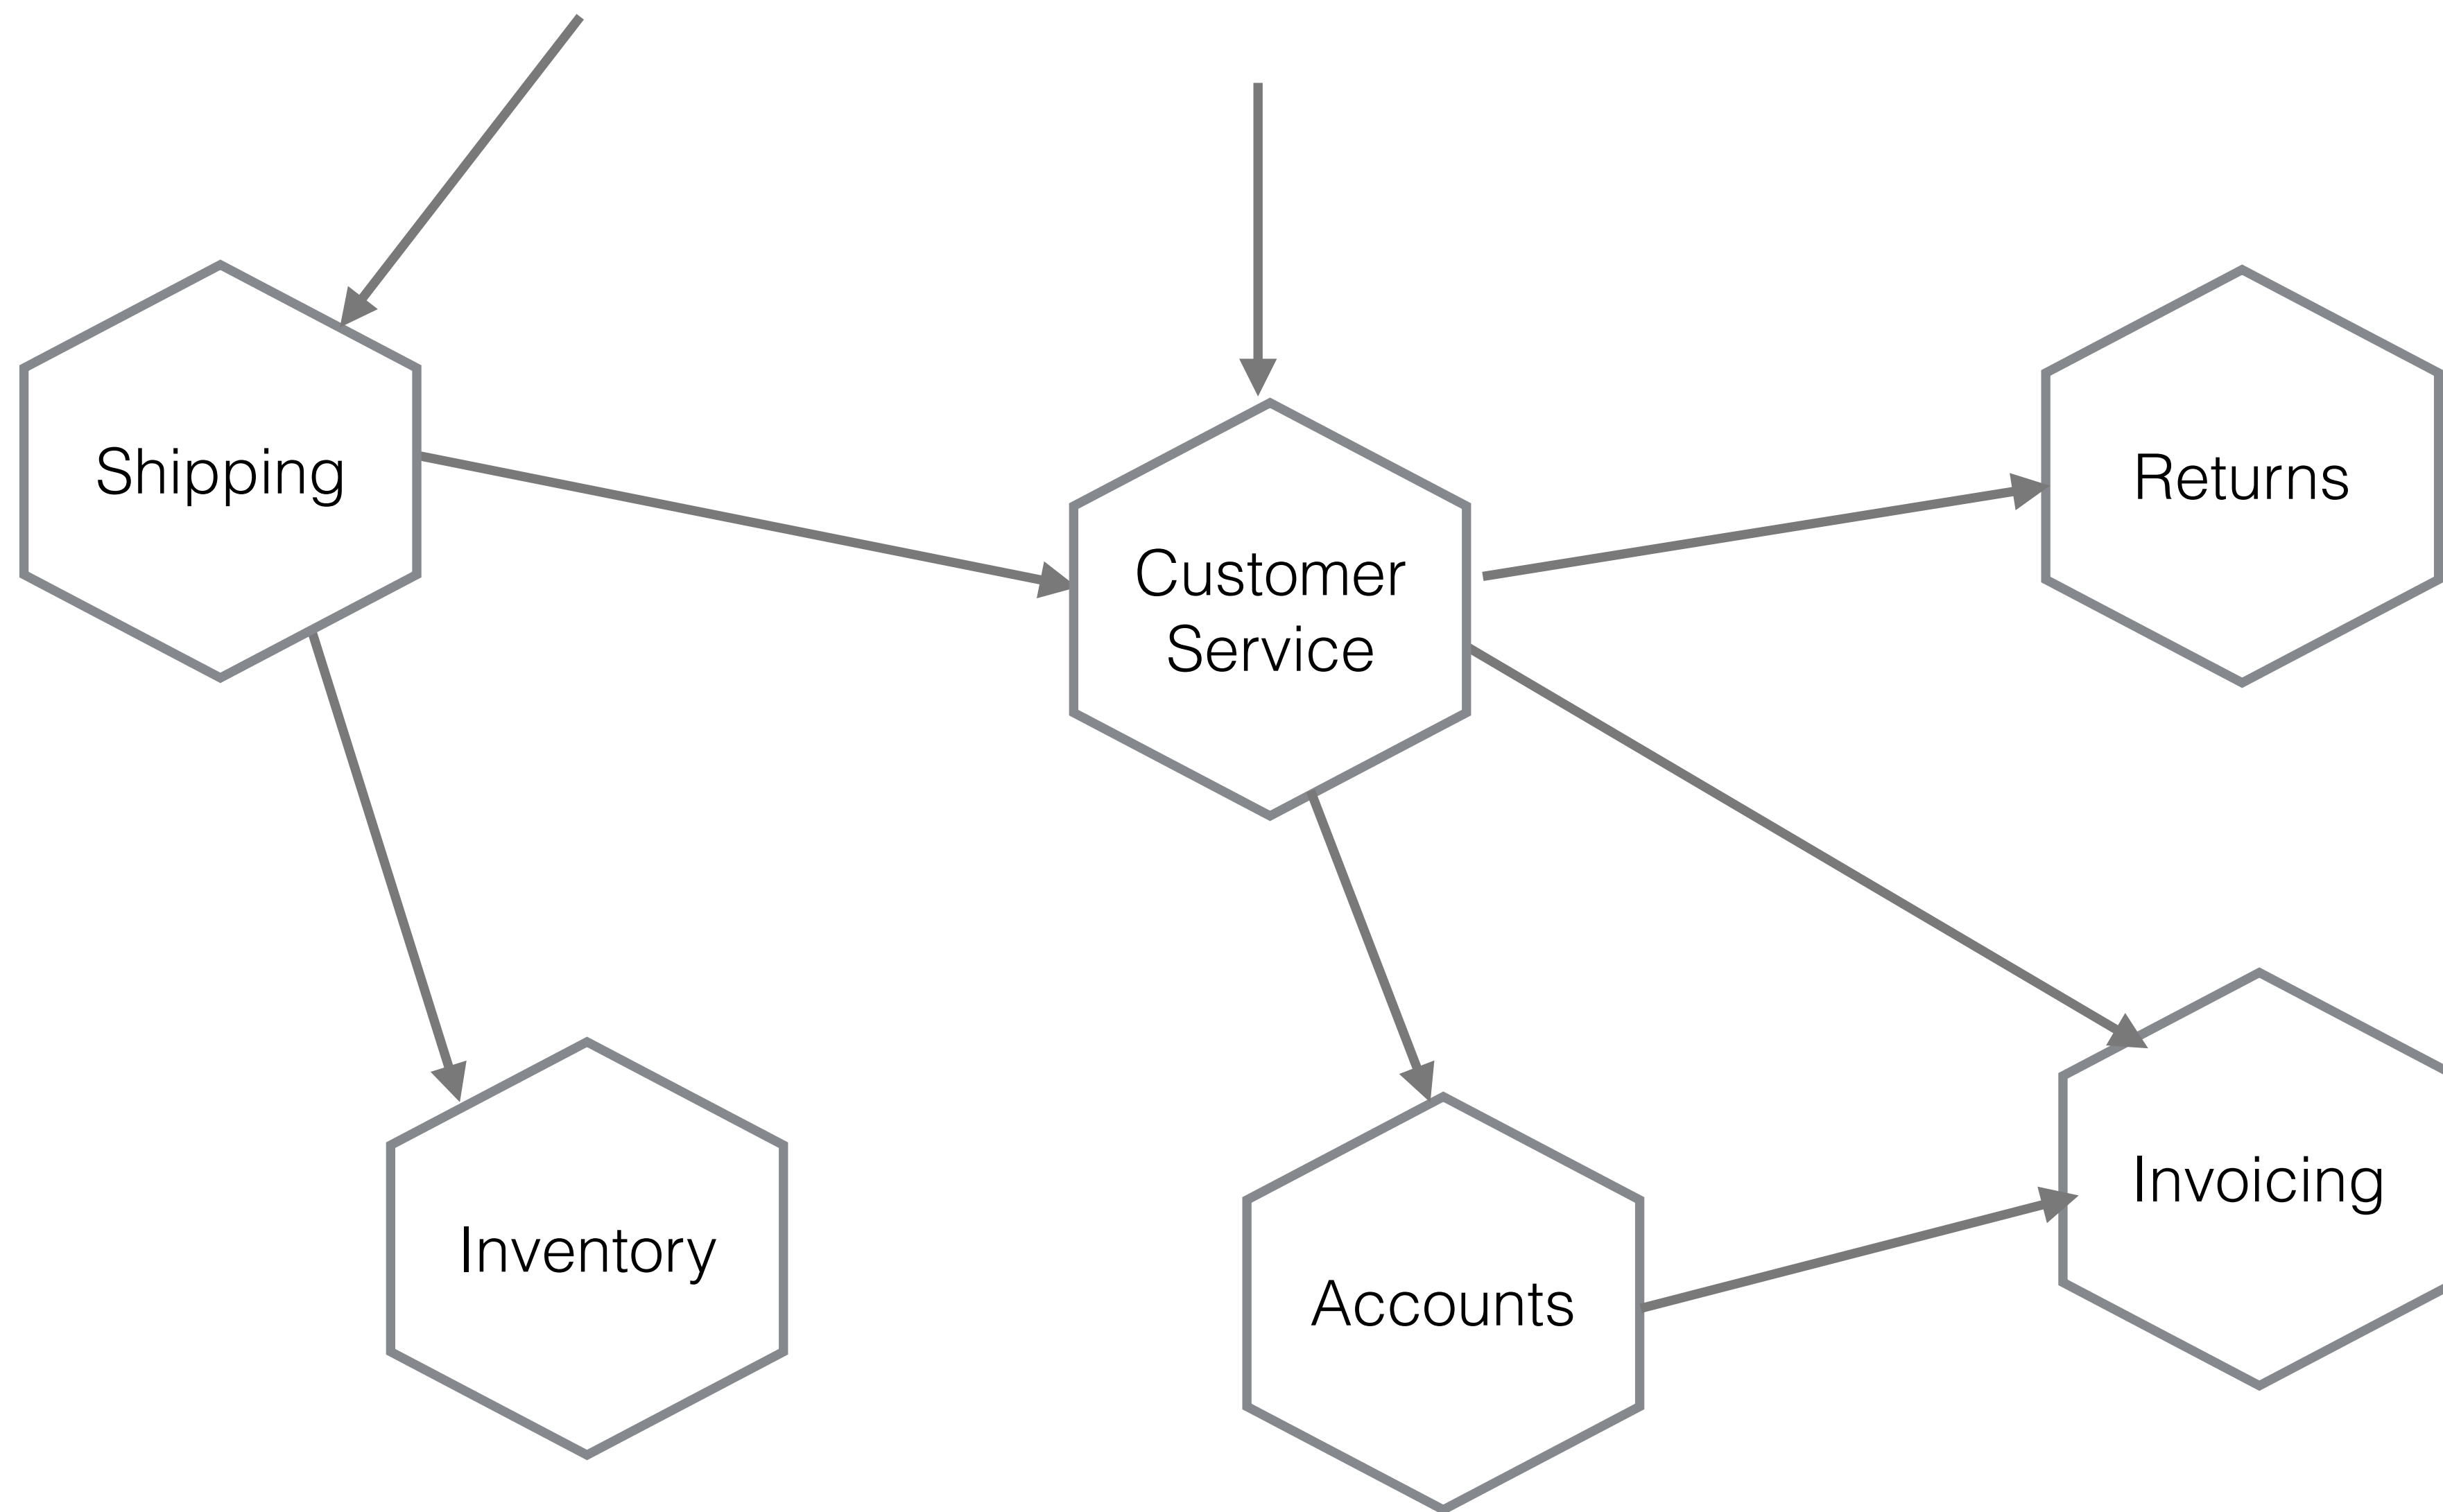 Shipping
Customer
Service
Returns
Inventory
Accounts
Invoicing